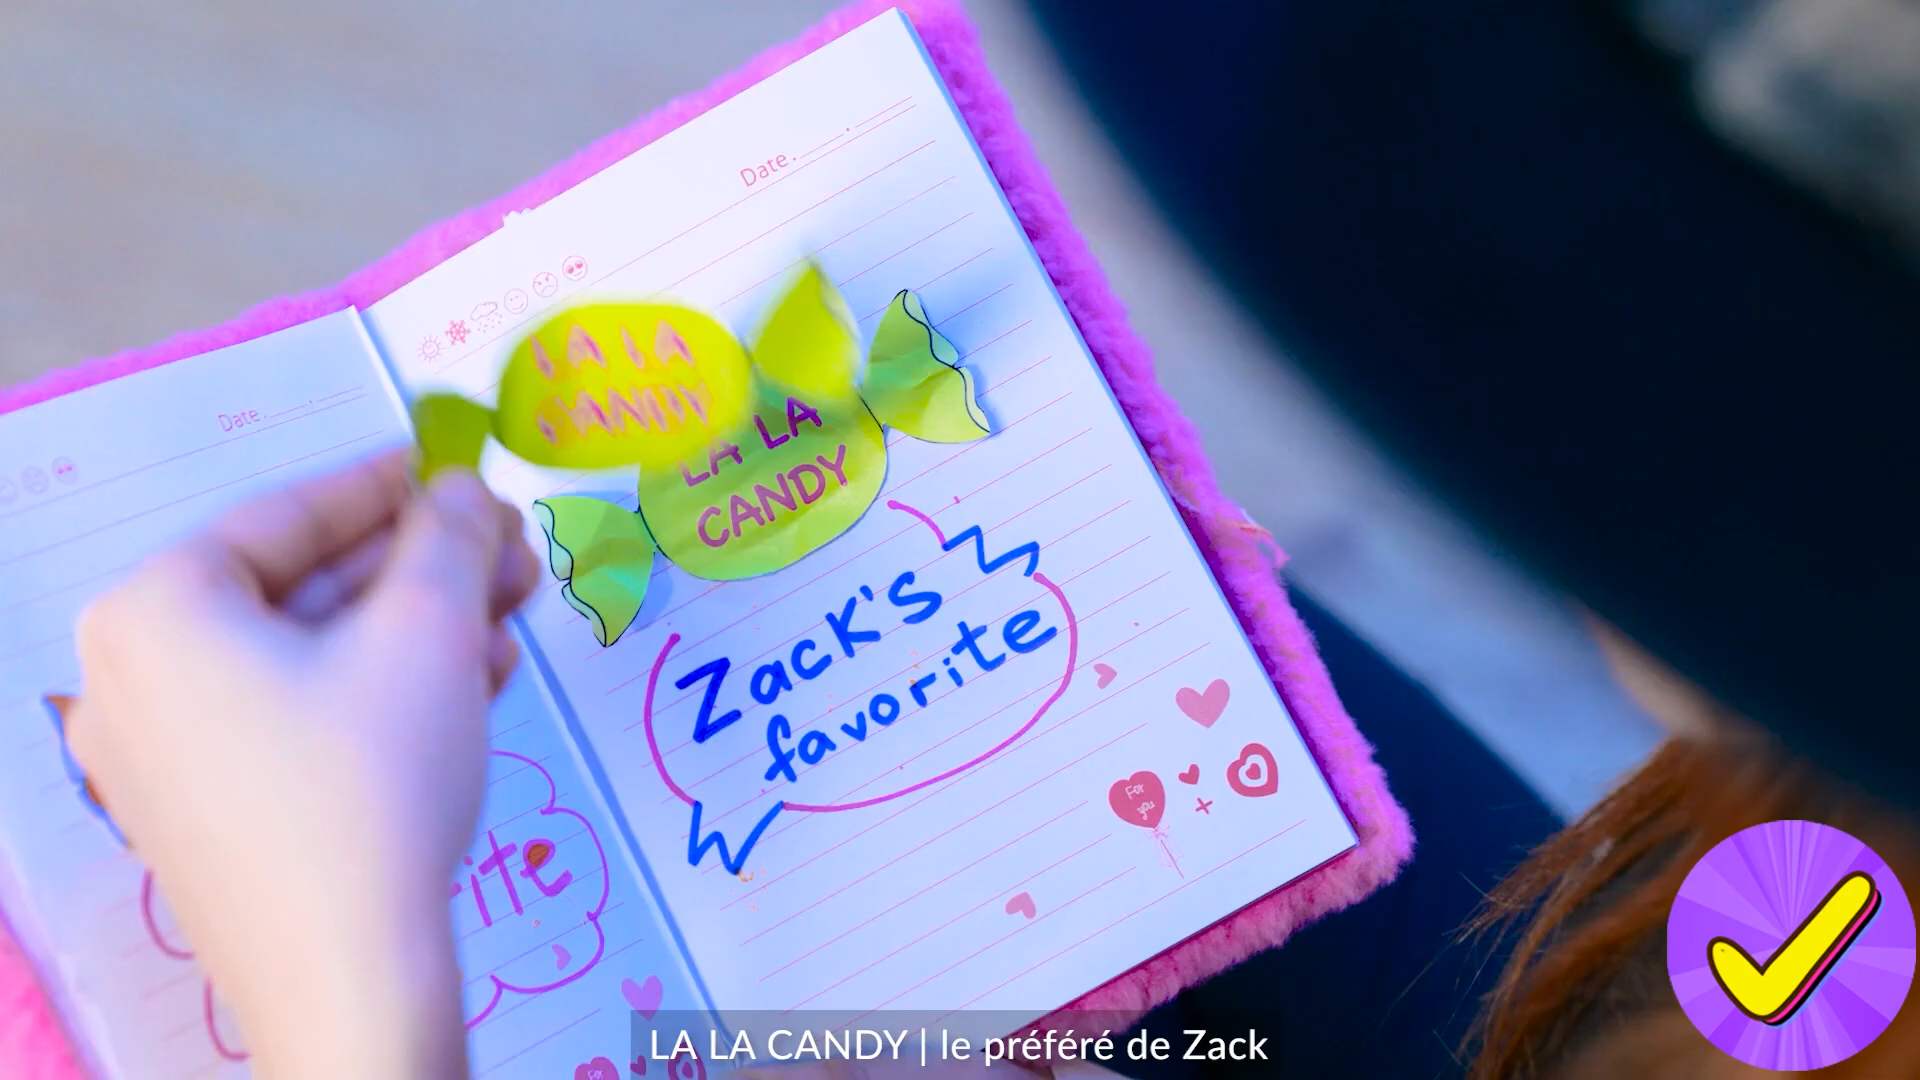 Date.
Date.
LA LA
CANDY
LA LA
CANDY
Zack's
favorite
ite
For
you
For
LA LA CANDY | le préféré de Zack